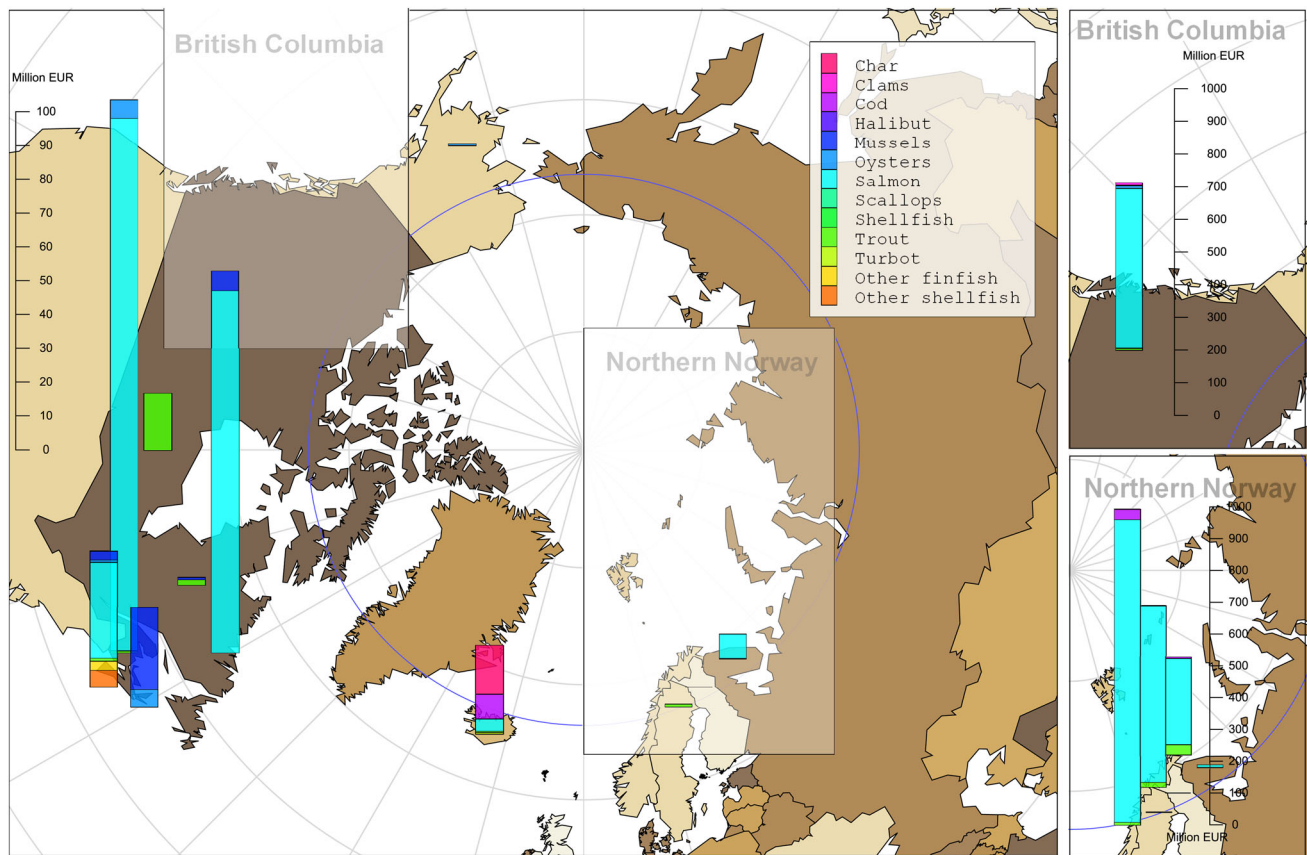 British Columbia
Million EUR
100
90
80
70
60
50
40
30
20
10
0
Char
Clams
Cod
Halibut
Mussels
Oysters
Salmon
Scallops
Shellfish
Trout
Turbot
Other finfish
Other shellfish
Northern Norway
British Columbia
Million EUR
1000
900
800
700
600
500
400
300
200
100
0
Northern Norway
1000
900
800
700
600
500
400
300
200
100
0
Million EUR